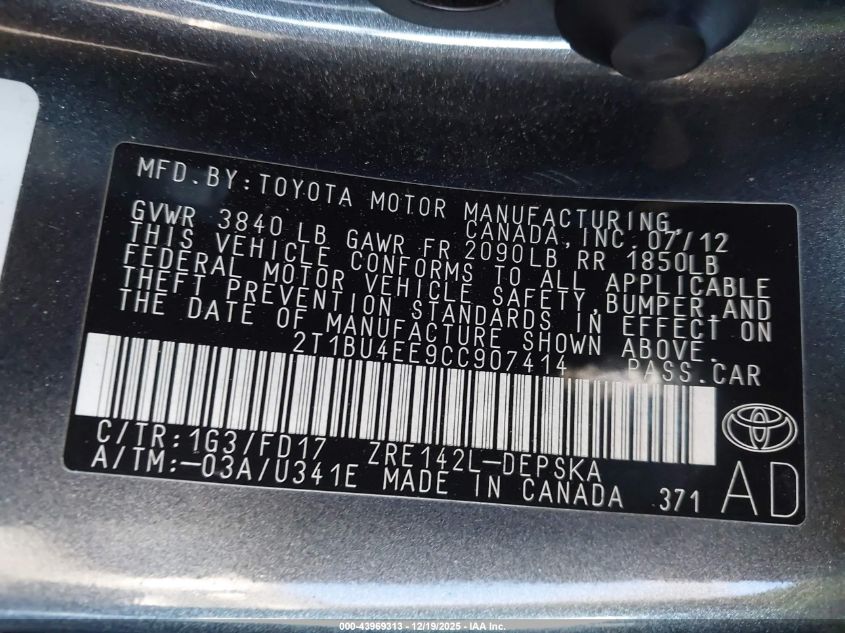 MFD.BY:TOYOTA MOTOR MANUFACTURING
CANADA,INC. 07/12
GVWR 3840 LB GAWR FR 2090LB RR 1850LB
THIS VEHICLE CONFORMS TO ALL APPLICABLE
FEDERAL MOTOR VEHICLE SAFETY,BUMPER,AND
THEFT PREVENTION STANDARDS IN EFFECT ON
THE DATE OF MANUFACTURE SHOWN ABOVE.
2T1BU4EE9CC907414 PASS.CAR
C/TR:1G3/FD17 ZRE142L-DEPSKA
A/TM:-03A/U341E MADE IN CANADA 371
AD
000-43969313 - 12/19/2025 - IAA Inc.